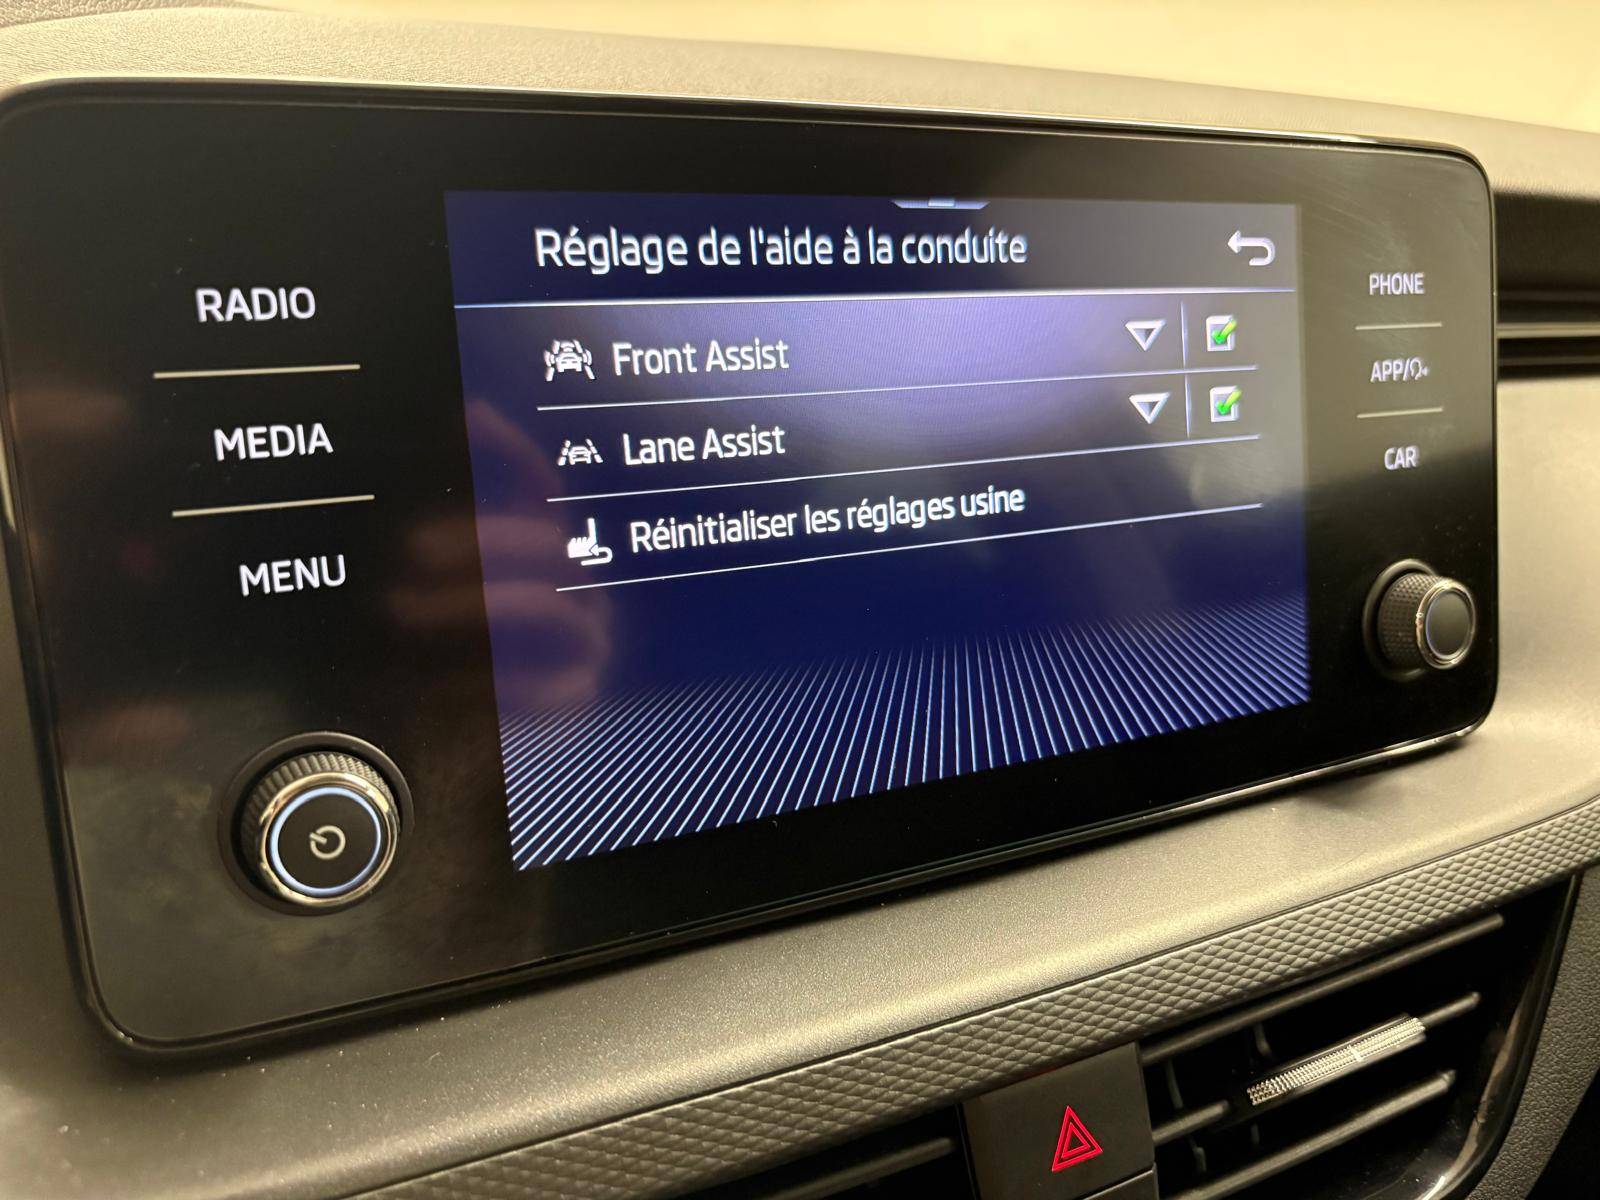 Réglage de l'aide à la conduite
Front Assist
Lane Assist
Réinitialiser les réglages usine
RADIO
MEDIA
MENU
PHONE
APP/
CAR